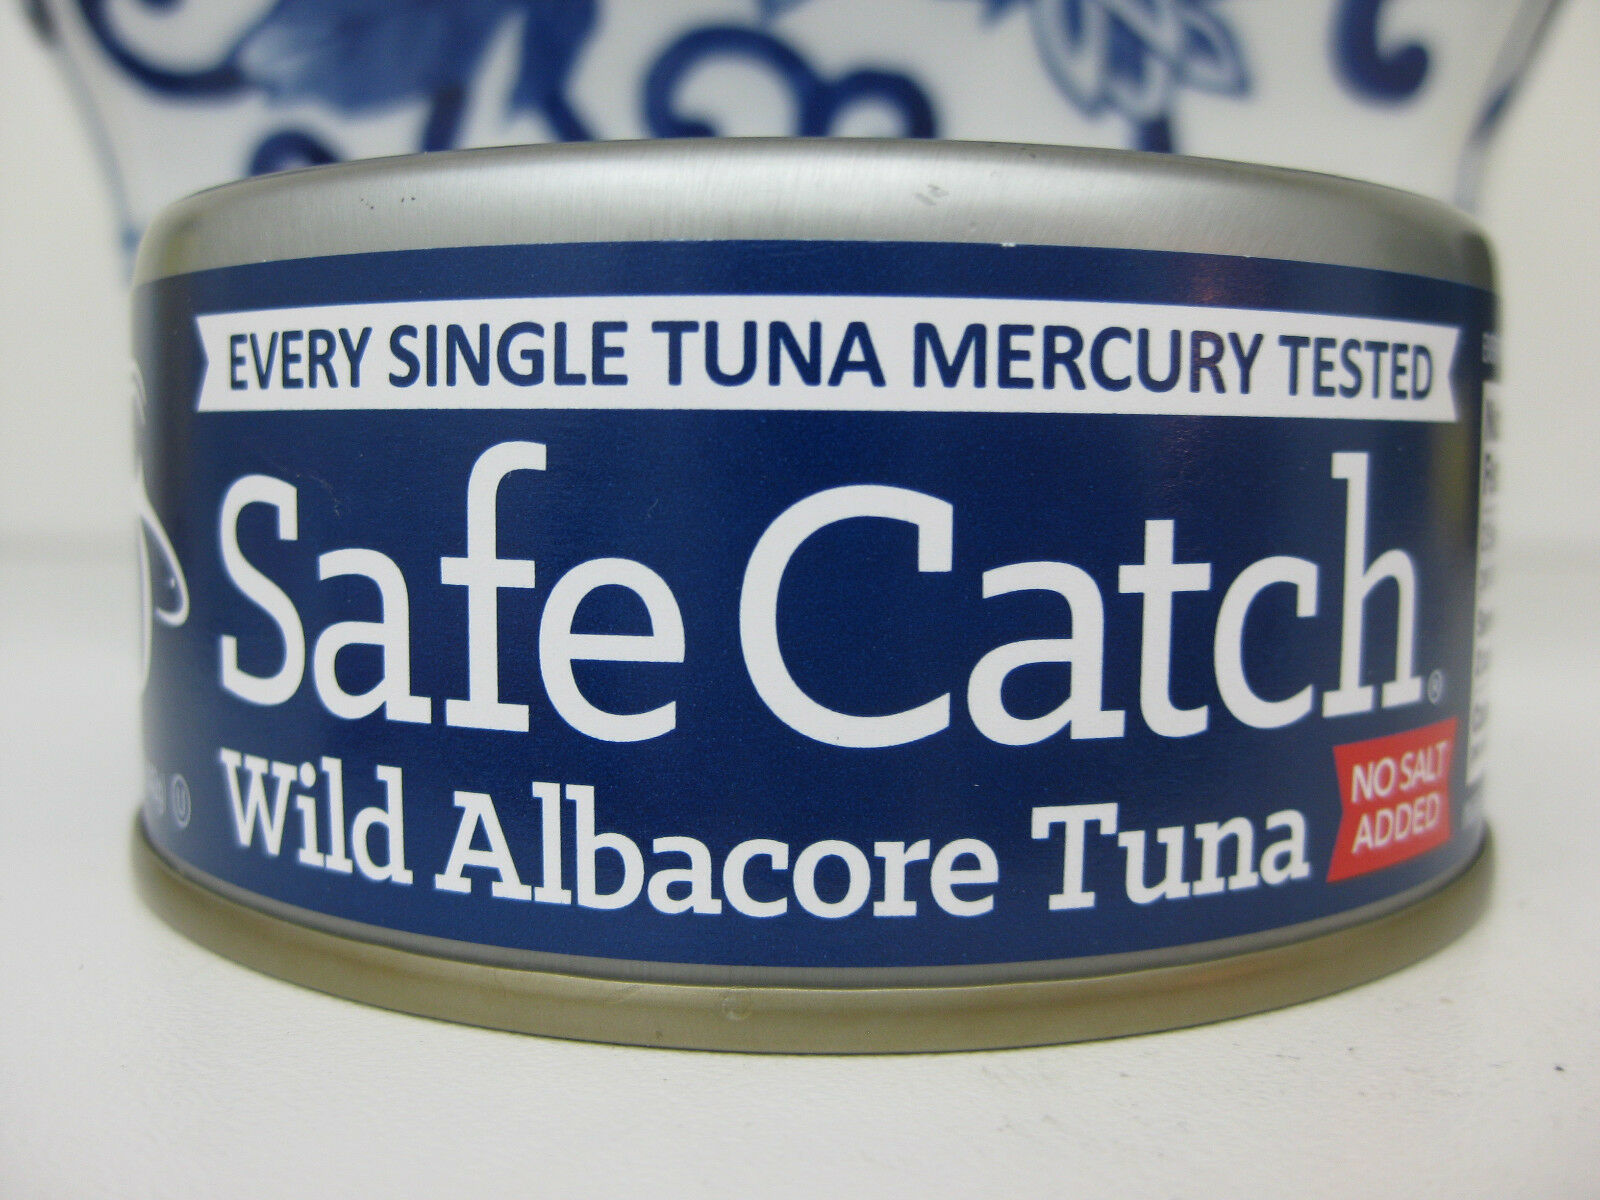 EVERY SINGLE TUNA MERCURY TESTED
Safe Catch®
Wild Albacore Tuna
NO SALT
ADDED